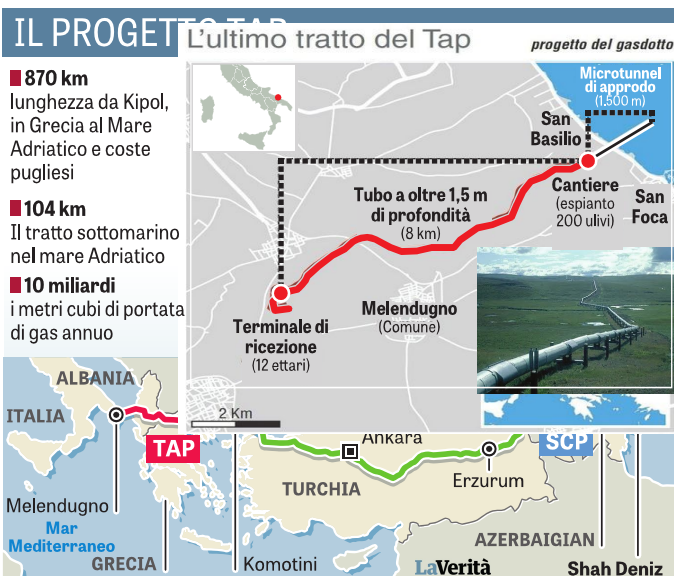 IL PROGETTO TAP
L'ultimo tratto del Tap
progetto del gasdotto
870 km
lunghezza da Kipol,
in Grecia al Mare
Adriatico e coste
pugliesi
104 km
Il tratto sottomarino
nel mare Adriatico
10 miliardi
i metri cubi di portata
di gas annuo
Microtunnel
di approdo
(1.500 m)
San
Basilio
Cantiere
(espianto
200 ulivi)
San
Foca
Tubo a oltre 1,5 m
di profondità
(8 km)
Melendugno
(Comune)
Terminale di
ricezione
(12 ettari)
2 Km
ALBANIA
ITALIA
TAP
Ankara
SCP
TURCHIA
Erzurum
Melendugno
Mar
Mediterraneo
GRECIA
Komotini
AZERBAIGIAN
LaVerità
Shah Deniz